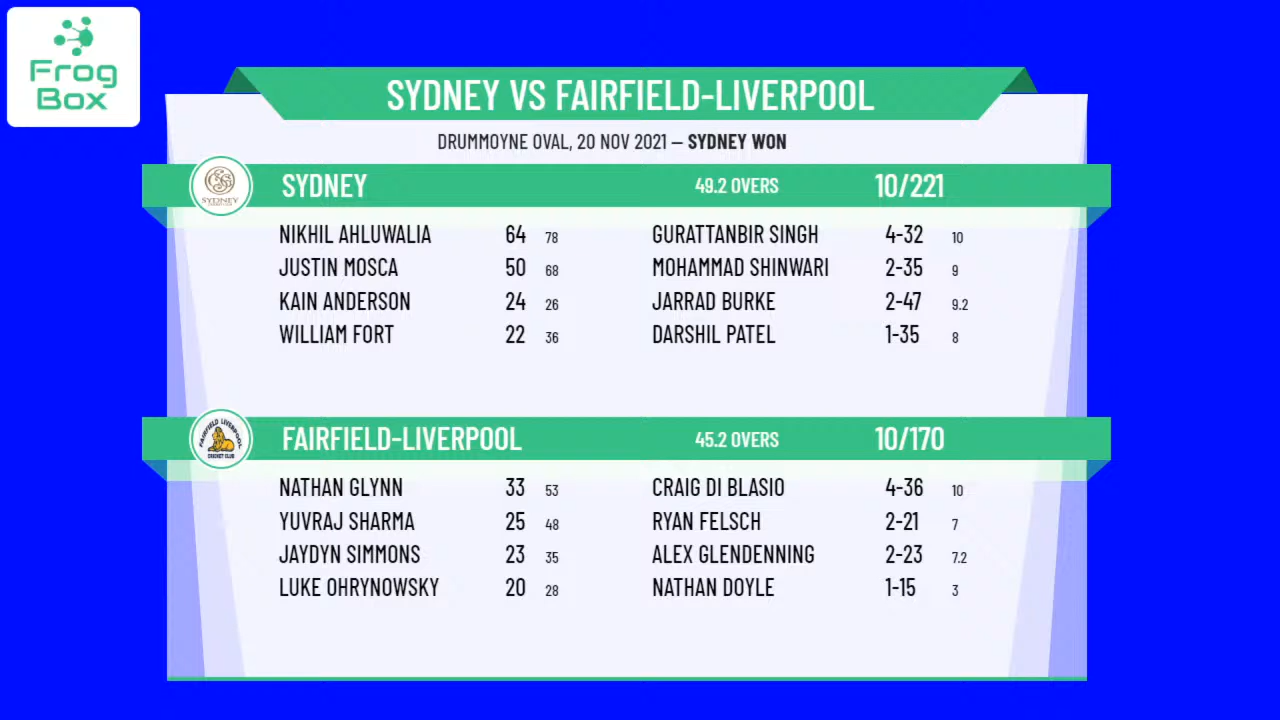 Frog
Box
SYDNEY VS FAIRFIELD-LIVERPOOL
DRUMMOYNE OVAL, 20 NOV 2021 – SYDNEY WON
SYDNEY
SYDNEY 49.2 OVERS 10/221
NIKHIL AHLUWALIA 64 78 GURATTANBIR SINGH 4-32 10
JUSTIN MOSCA 50 68 MOHAMMAD SHINWARI 2-35 9
KAIN ANDERSON 24 26 JARRAD BURKE 2-47 9.2
WILLIAM FORT 22 36 DARSHIL PATEL 1-35 8
FAIRFIELD LIVERPOOL
CRICKET CLUB
FAIRFIELD-LIVERPOOL 45.2 OVERS 10/170
NATHAN GLYNN 33 53 CRAIG DI BLASIO 4-36 10
YUVRAJ SHARMA 25 48 RYAN FELSCH 2-21 7
JAYDYN SIMMONS 23 35 ALEX GLENDENNING 2-23 7.2
LUKE OHRYNOWSKY 20 28 NATHAN DOYLE 1-15 3